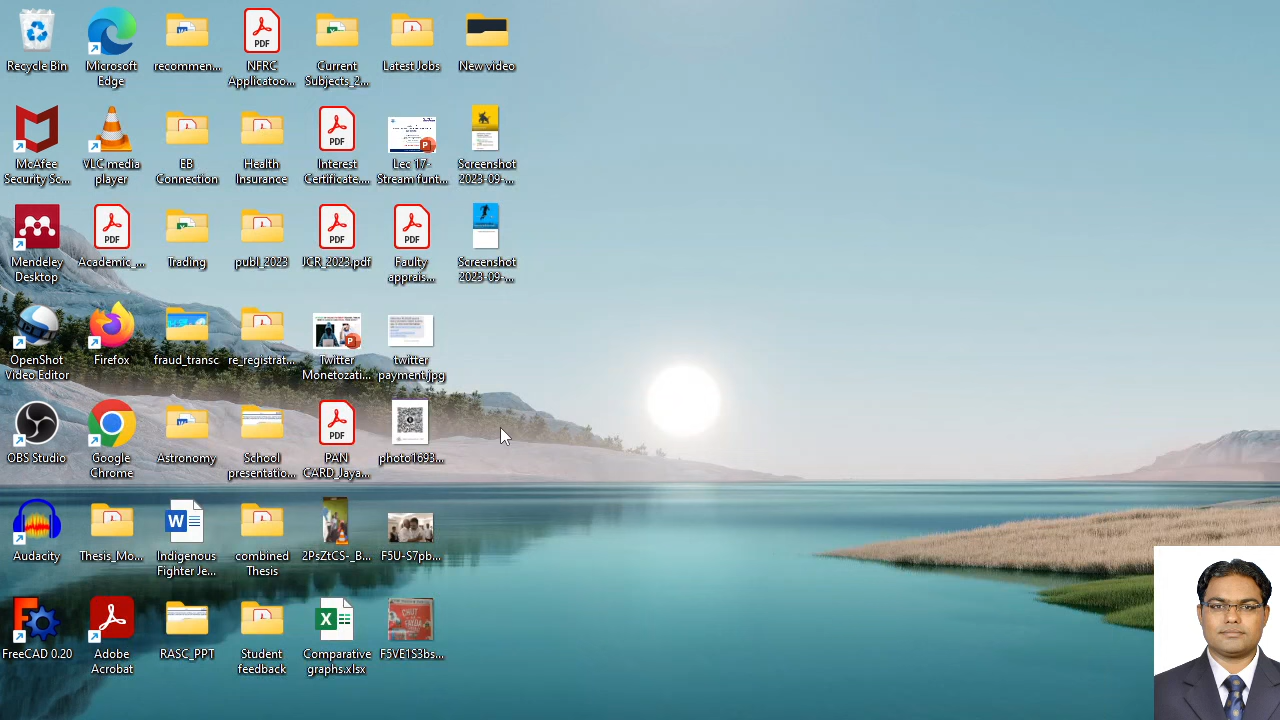 Recycle Bin
Microsoft
Edge
recommen...
PDF
NFRC
Applicatoo...
Current
Subjects_2...
Latest Jobs
New video
McAfee
Security Sc...
VLC media
player
EB
Connection
Health
Insurance
PDF
Interest
Certificate....
Lec 17-
Stream funt...
Screenshot
2023-09-...
Mendeley
Desktop
PDF
Academic_...
Trading
publ_2023
PDF
JCR_2023.pdf
PDF
Faulty
apprais...
Screenshot
2023-09-...
OpenShot
Video Editor
Firefox
fraud_transc
re_registrat...
Twitter
Monetozati...
twitter
payment.jpg
OBS Studio
Google
Chrome
Astronomy
School
presentatio...
PDF
PAN
CARD_Jaya...
photo1693...
Audacity
Thesis_Mo...
Indigenous
Fighter Je...
combined
Thesis
2PsZtCS-_B...
F5U-S7pb...
FreeCAD 0.20
Adobe
Acrobat
RASC_PPT
Student
feedback
Comparative
graphs.xlsx
F5VE1S3bs...